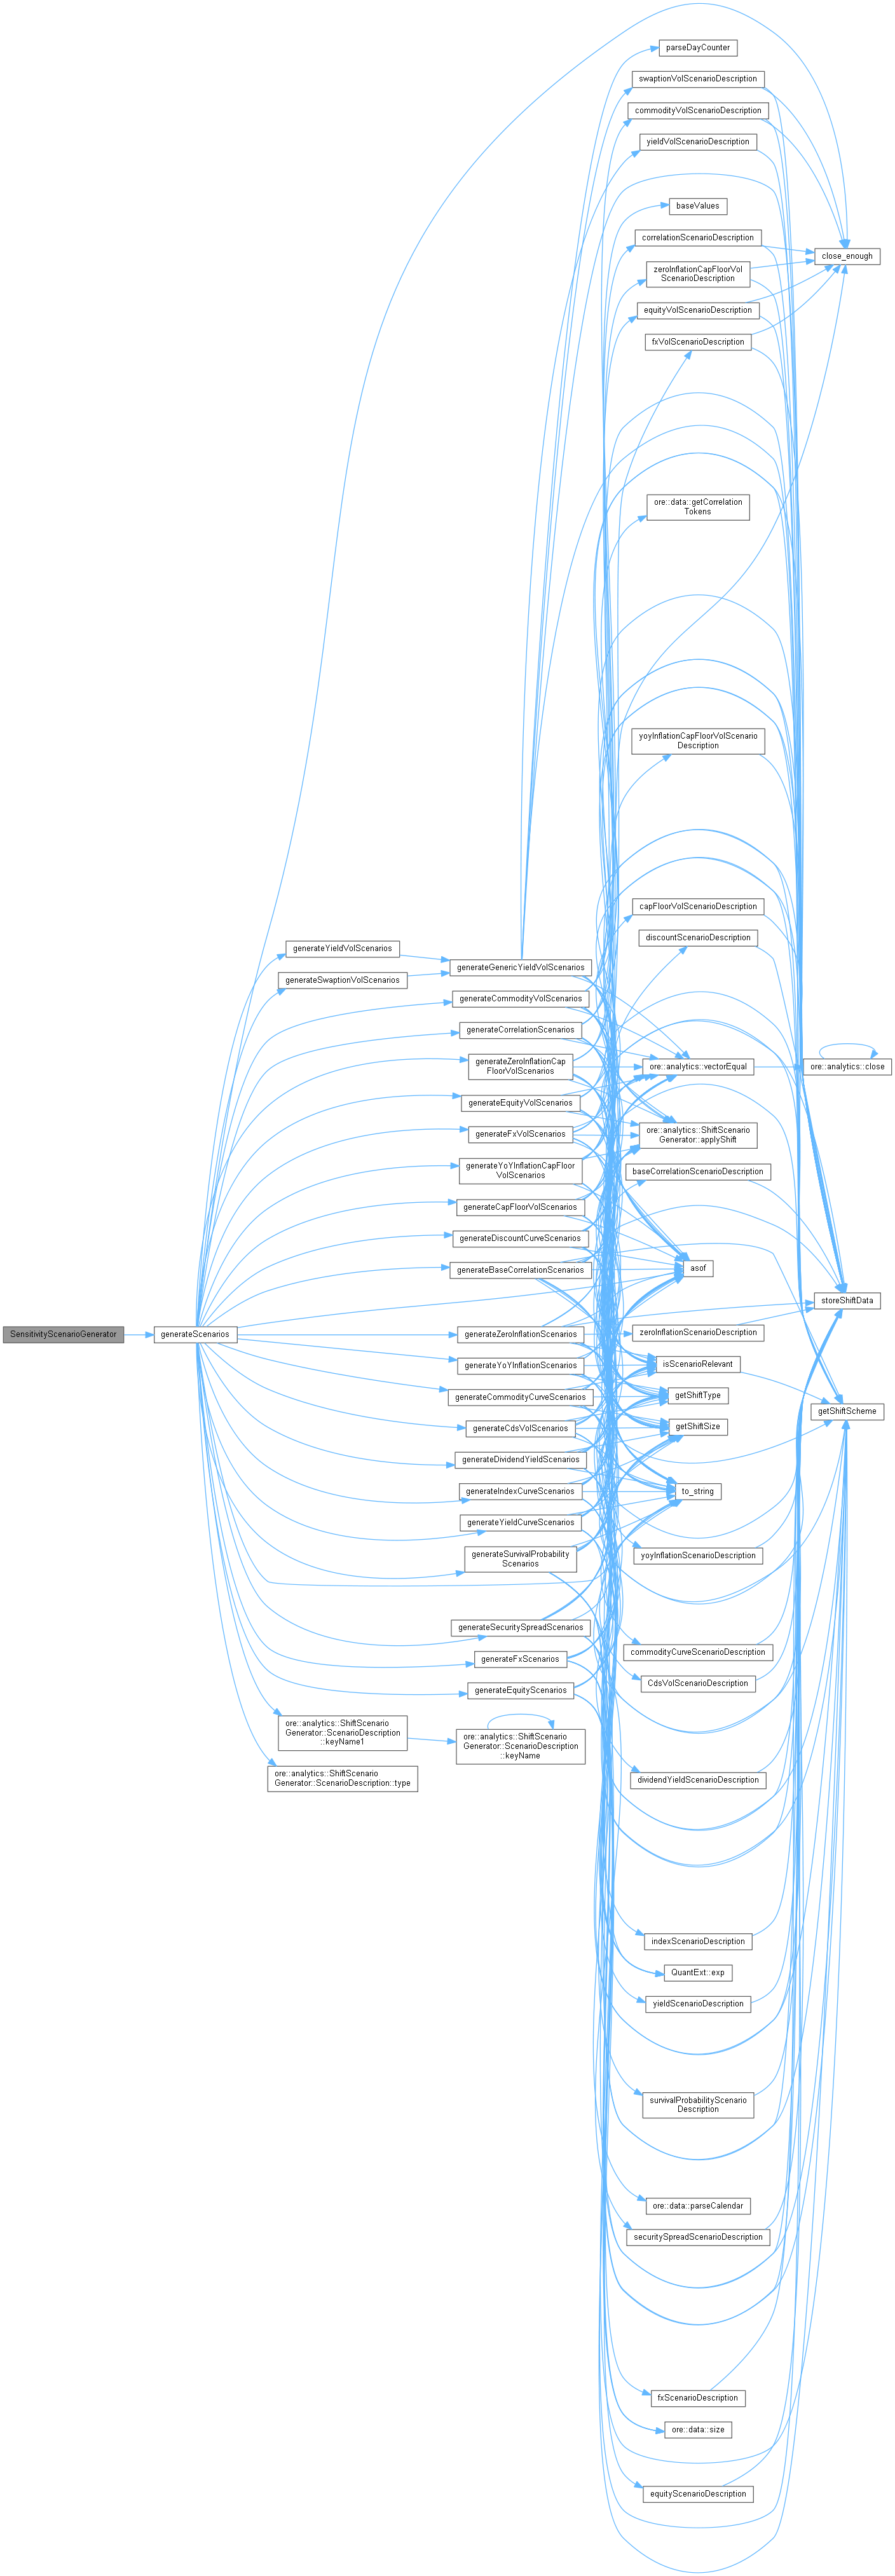 SensitivityScenarioGenerator
generateScenarios
generateYieldVolScenarios
generateSwaptionVolScenarios
ore::analytics::ShiftScenario
Generator::ScenarioDescription
::keyName1
ore::analytics::ShiftScenario
Generator::ScenarioDescription::type
generateGenericYieldVolScenarios
generateCommodityVolScenarios
generateCorrelationScenarios
generateZeroInflationCap
FloorVolScenarios
generateEquityVolScenarios
generateFxVolScenarios
generateYoYInflationCapFloor
VolScenarios
generateCapFloorVolScenarios
generateDiscountCurveScenarios
generateBaseCorrelationScenarios
generateZeroInflationScenarios
generateYoYInflationScenarios
generateCommodityCurveScenarios
generateCdsVolScenarios
generateDividendYieldScenarios
generateIndexCurveScenarios
generateYieldCurveScenarios
generateSurvivalProbability
Scenarios
generateSecuritySpreadScenarios
generateFxScenarios
generateEquityScenarios
ore::analytics::ShiftScenario
Generator::ScenarioDescription
::keyName
parseDayCounter
swaptionVolScenarioDescription
commodityVolScenarioDescription
yieldVolScenarioDescription
baseValues
correlationScenarioDescription
zeroInflationCapFloorVol
ScenarioDescription
equityVolScenarioDescription
fxVolScenarioDescription
ore::data::getCorrelation
Tokens
yoyInflationCapFloorVolScenario
Description
capFloorVolScenarioDescription
discountScenarioDescription
ore::analytics::vectorEqual
ore::analytics::ShiftScenario
Generator::applyShift
baseCorrelationScenarioDescription
asof
zeroInflationScenarioDescription
isScenarioRelevant
getShiftType
getShiftSize
to_string
yoyInflationScenarioDescription
commodityCurveScenarioDescription
CdsVolScenarioDescription
dividendYieldScenarioDescription
indexScenarioDescription
QuantExt::exp
yieldScenarioDescription
survivalProbabilityScenario
Description
ore::data::parseCalendar
securitySpreadScenarioDescription
fxScenarioDescription
ore::data::size
equityScenarioDescription
close_enough
ore::analytics::close
storeShiftData
getShiftScheme